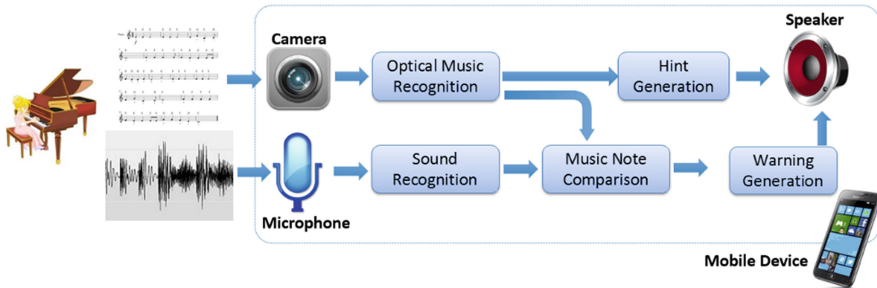 Speaker
Camera
Optical Music
Recognition
Hint
Generation
Sound
Recognition
Music Note
Comparison
Warning
Generation
Microphone
Mobile Device